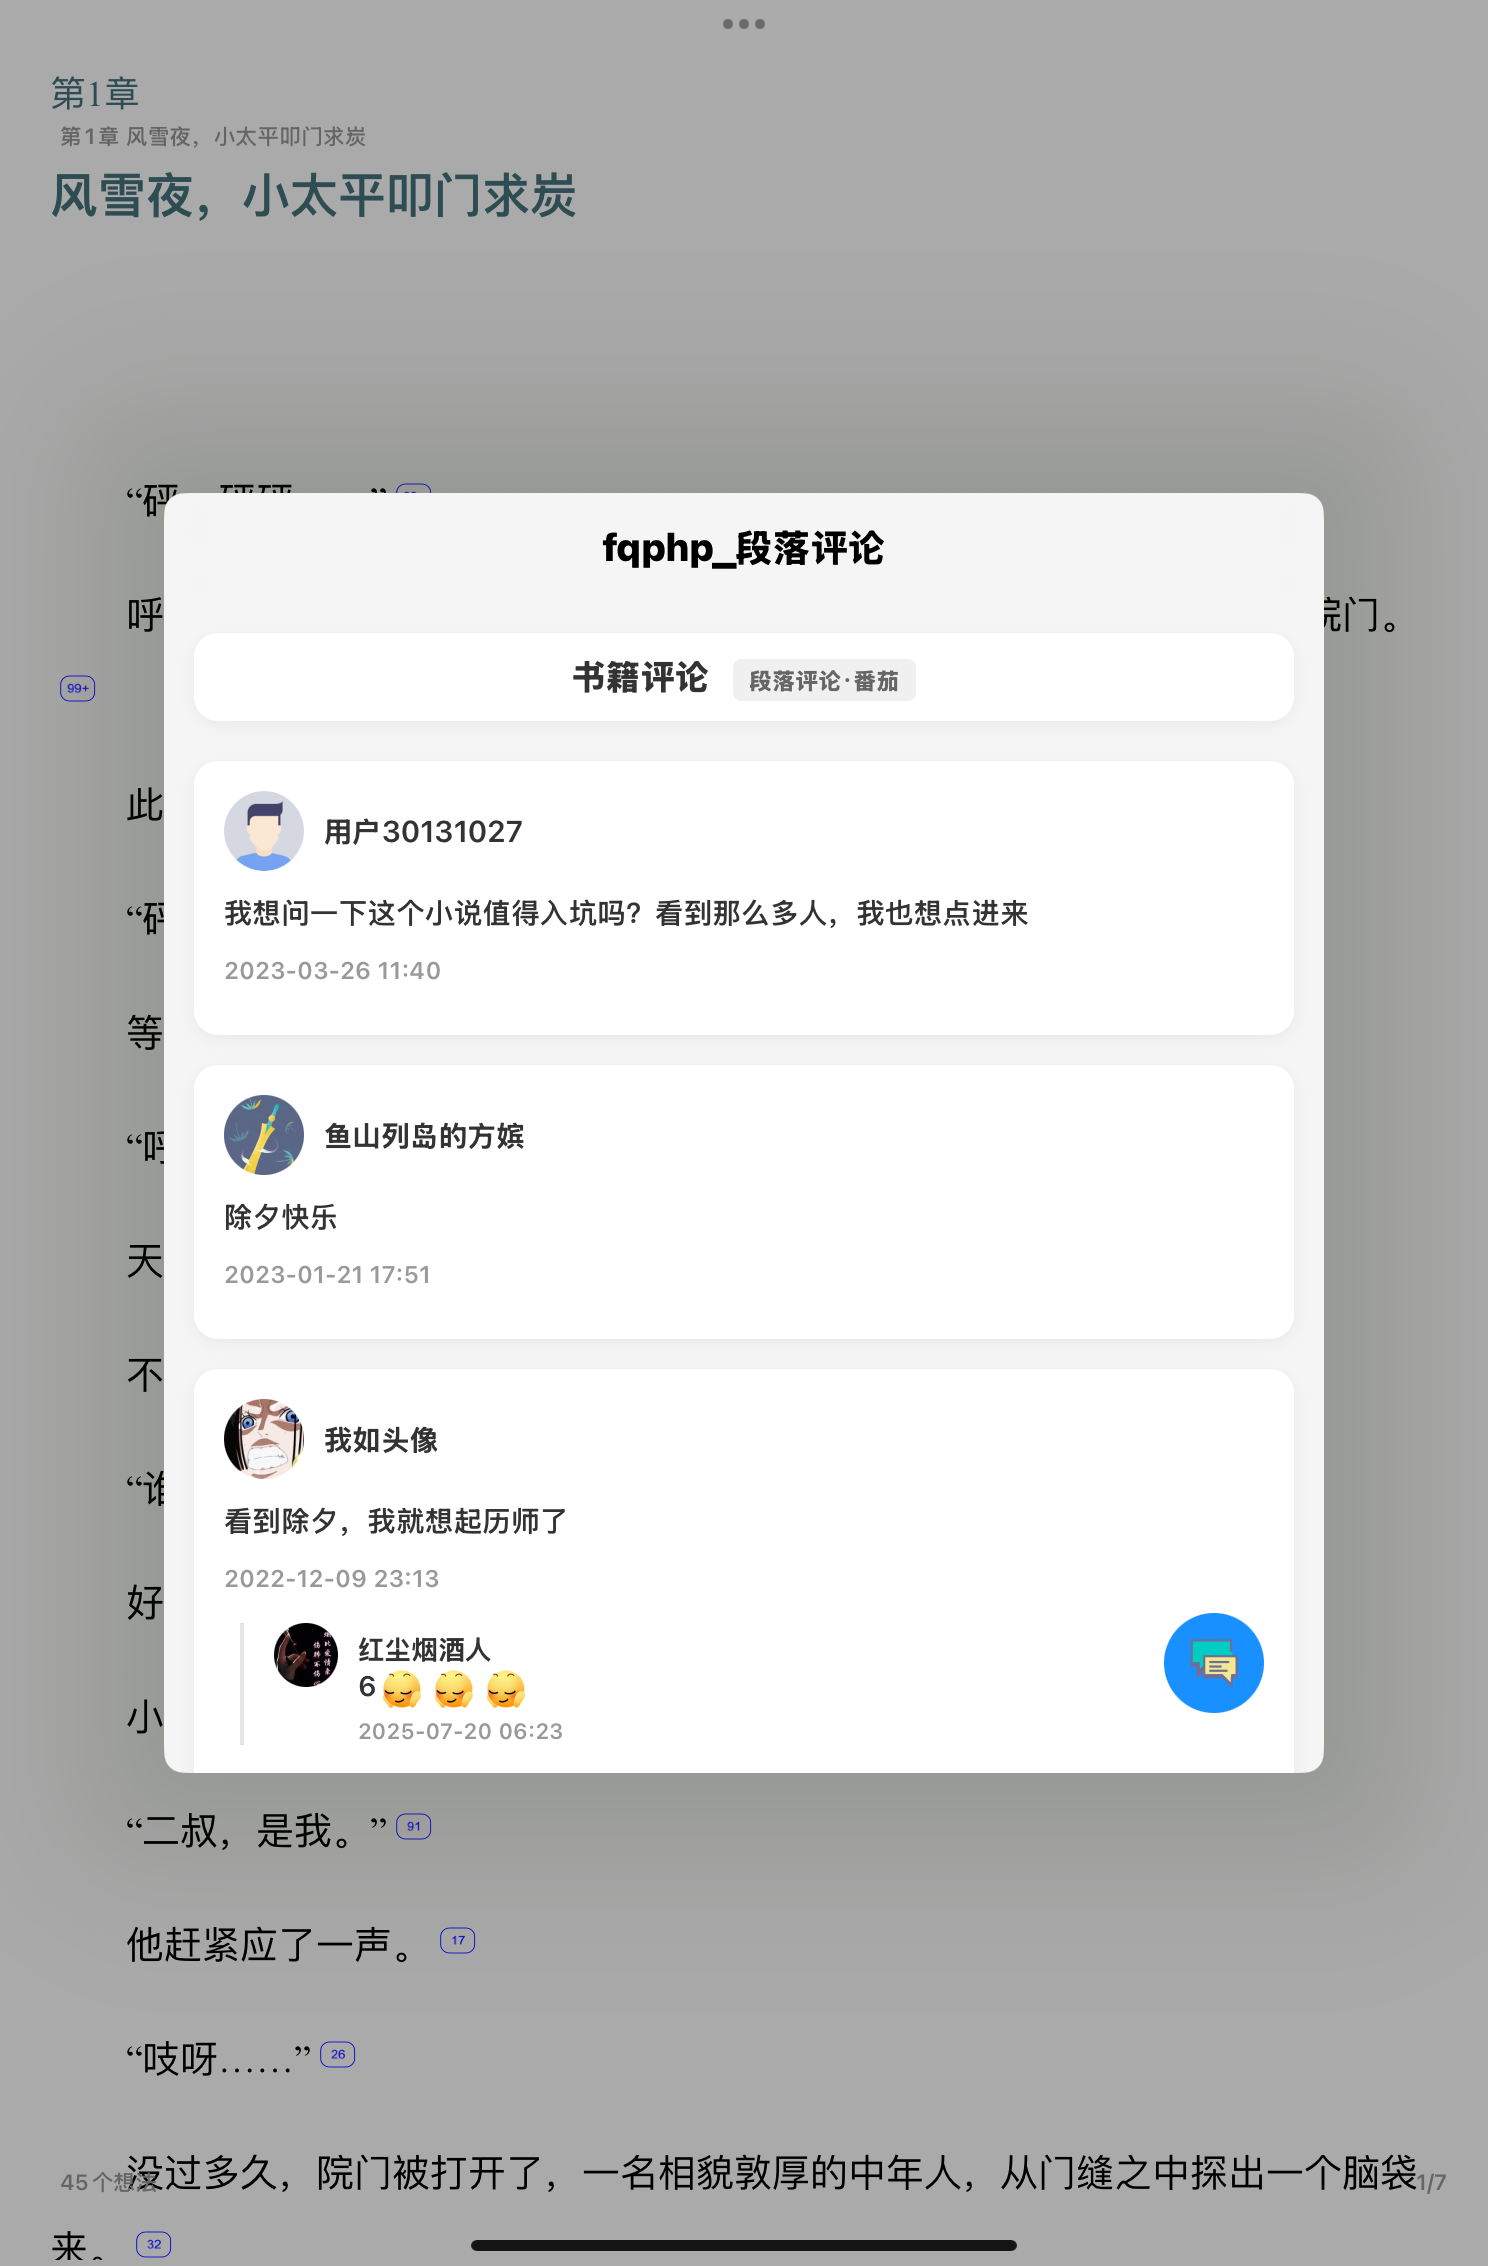 第1章
第1章 风雪夜，小太平叩门求炭
风雪夜，小太平叩门求炭
fqphp_段落评论
呼
院门。
书籍评论 段落评论·番茄
99+
此
用户30131027
我想问一下这个小说值得入坑吗？看到那么多人，我也想点进来
“砰
2023-03-26 11:40
等
鱼山列岛的方嫔
“呼
除夕快乐
天
2023-01-21 17:51
不
我如头像
“谁
看到除夕，我就想起历师了
2022-12-09 23:13
好
红尘烟酒人
6🤗🤗🤗
小
2025-07-20 06:23
“二叔，是我。” 91
他赶紧应了一声。 17
“吱呀……” 26
没过多久，院门被打开了，一名相貌敦厚的中年人，从门缝之中探出一个脑袋
45个想法
1/7
来。 32